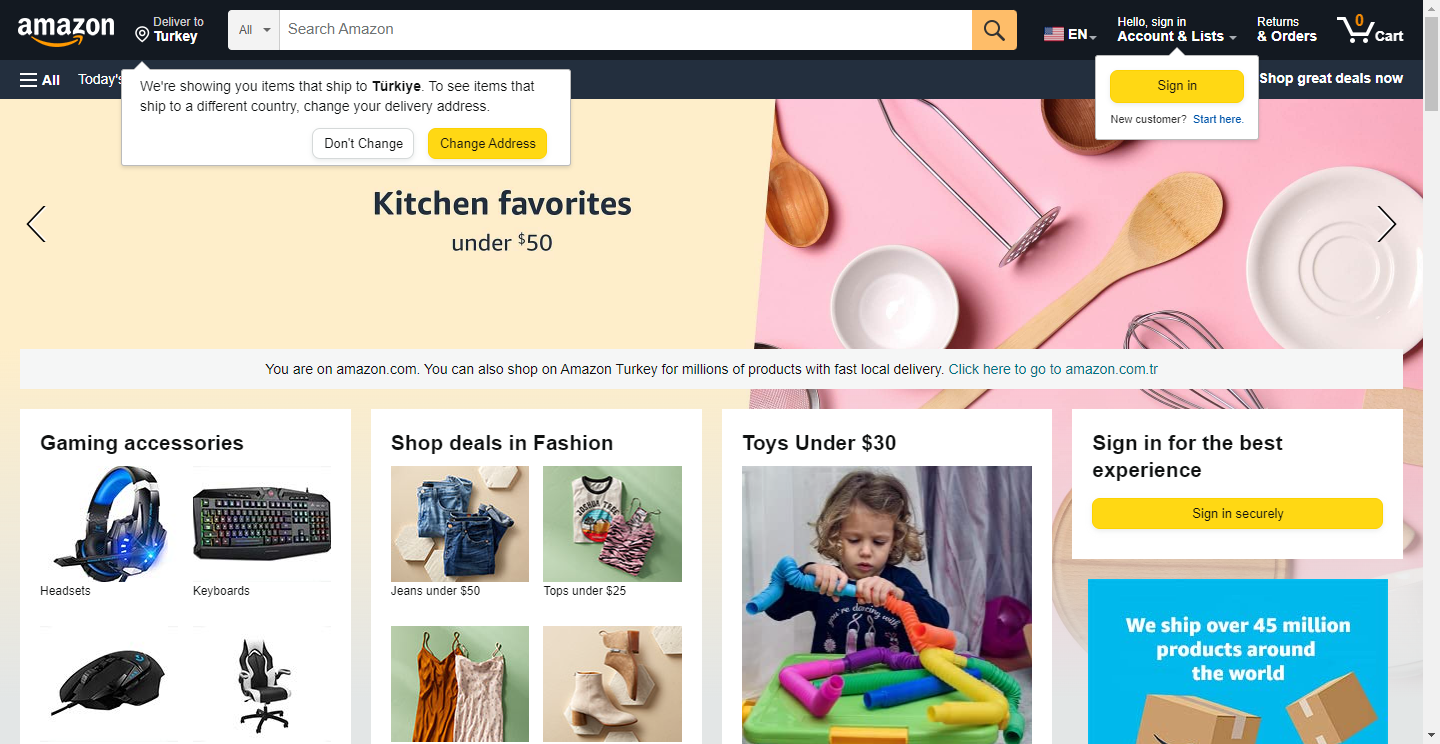 amazon
Deliver to
Turkey
All
Search Amazon
EN
Hello, sign in
Account & Lists
Returns
& Orders
0
Cart
All
Today's
Shop great deals now
We're showing you items that ship to Türkiye. To see items that
ship to a different country, change your delivery address.
Don't Change
Change Address
Sign in
New customer? Start here.
Kitchen favorites
under $50
You are on amazon.com. You can also shop on Amazon Turkey for millions of products with fast local delivery. Click here to go to amazon.com.tr
Gaming accessories
Headsets
Keyboards
Shop deals in Fashion
JOSHUA TREE
Jeans under $50
Tops under $25
Toys Under $30
you're dancing with
Sign in for the best
experience
Sign in securely
We ship over 45 million
products around
the world